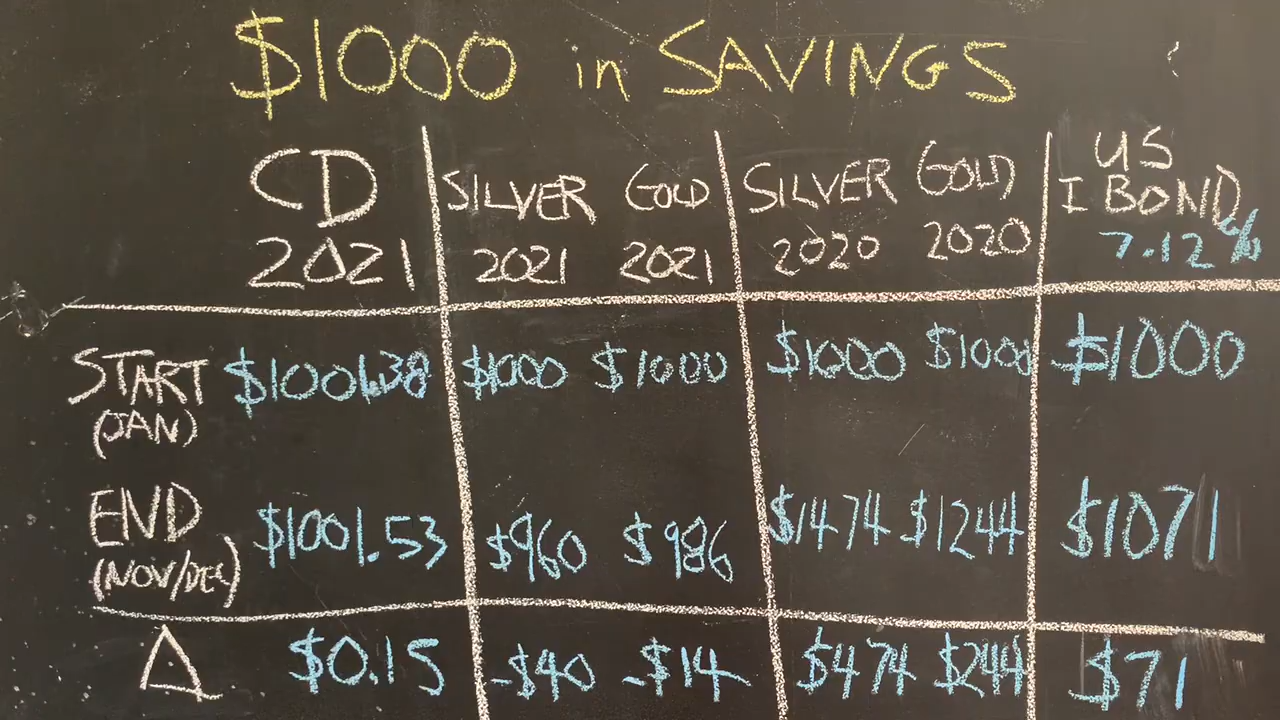 $1000 in SAVINGS
CD 2021 SILVER 2021 GOLD 2021 SILVER 2020 GOLD 2020 US I BOND 7.12%
START (JAN) $1001.38 $1000 $1000 $1000 $1000 $1000
END (NOV/DEC) $1001.53 $960 $986 $1474 $1244 $1071
Δ $0.15 -$40 -$14 $474 $244 $71